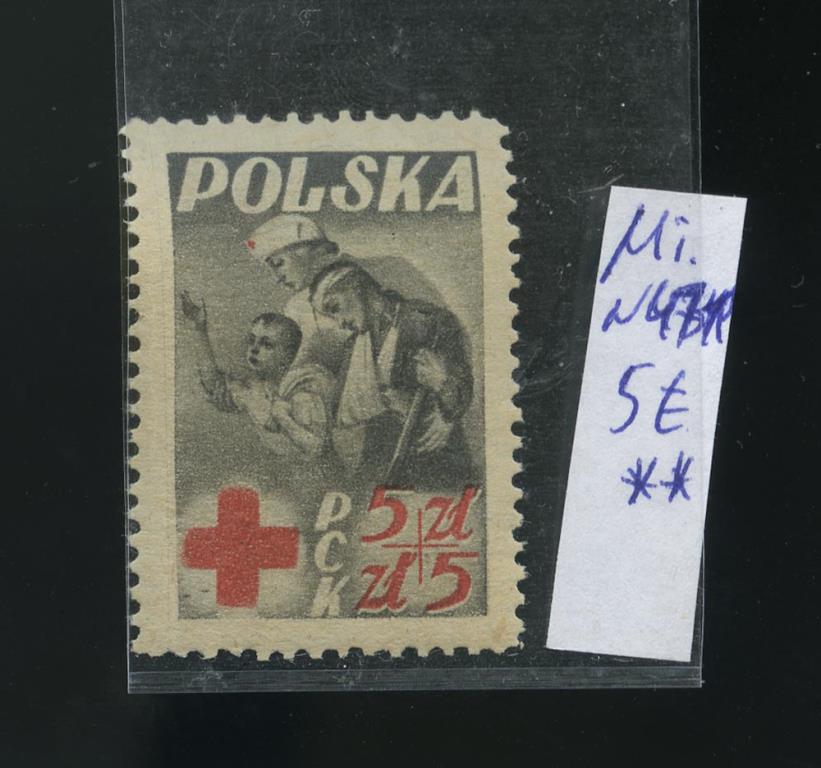 POLSKA
PCK
5 zł
zł 5
Mi.
5€
**